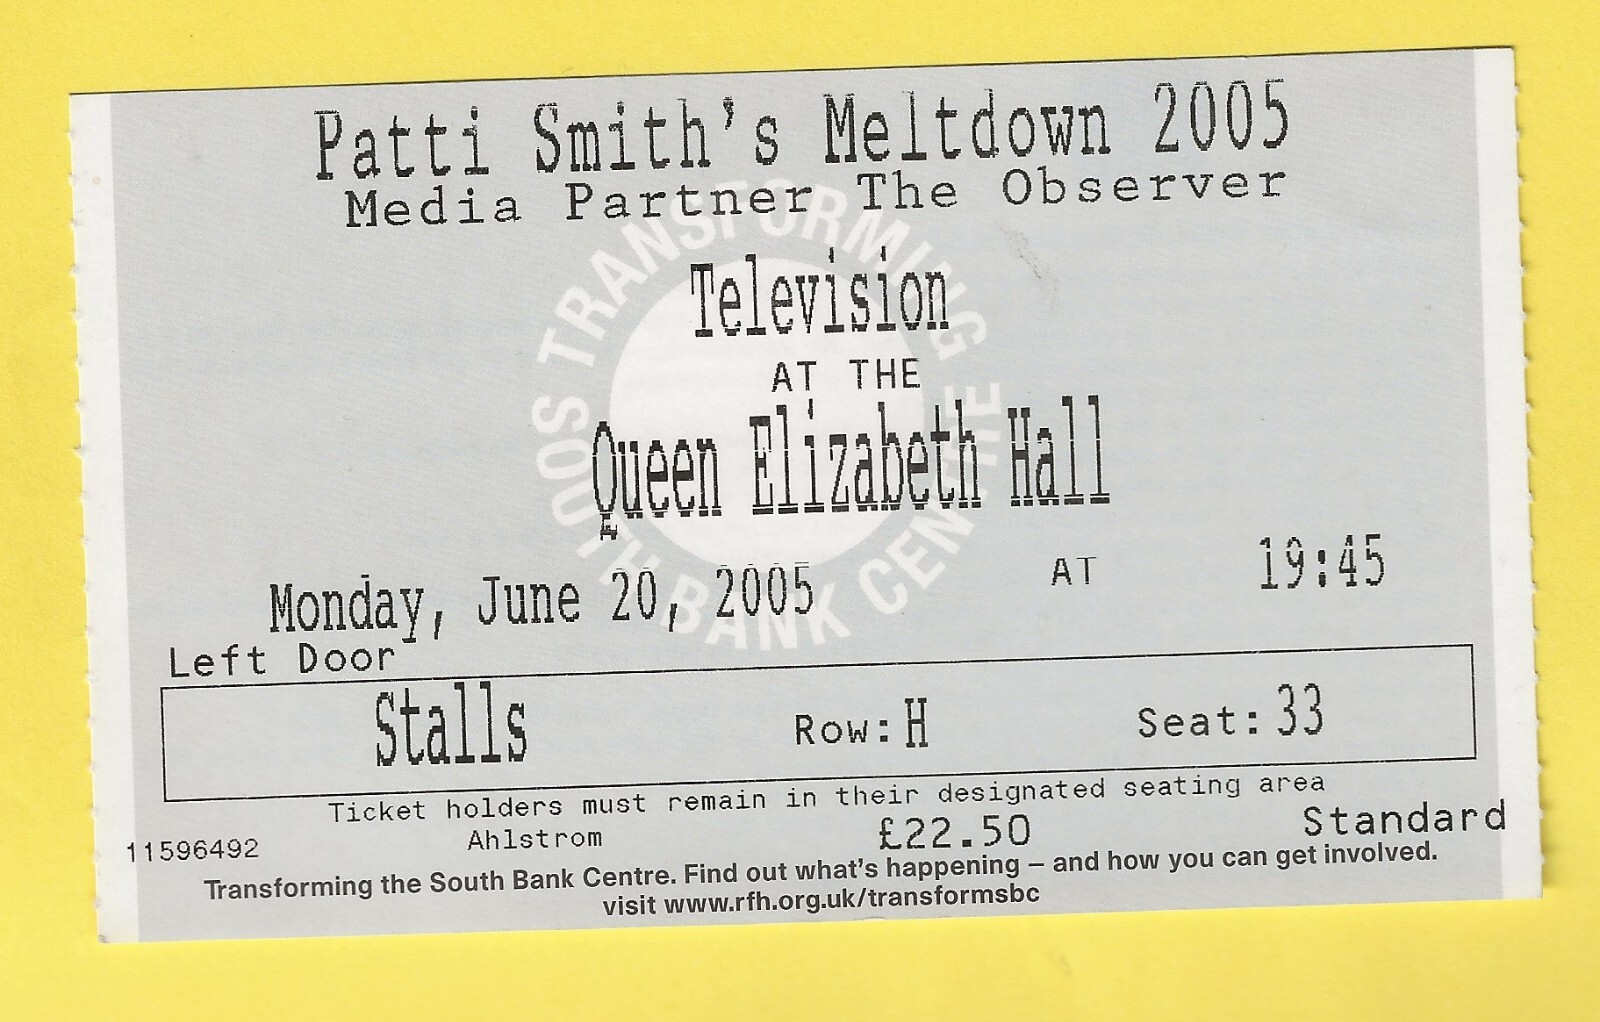 Patti Smith's Meltdown 2005
Media Partner The Observer
TRANSFORMING
SOUTH BANK CENTRE
Television
AT THE
Queen Elizabeth Hall
Monday, June 20, 2005 AT 19:45
Left Door
Stalls Row: H Seat: 33
Ticket holders must remain in their designated seating area
11596492 Ahlstrom £22.50 Standard
Transforming the South Bank Centre. Find out what's happening – and how you can get involved.
visit www.rfh.org.uk/transformsbc